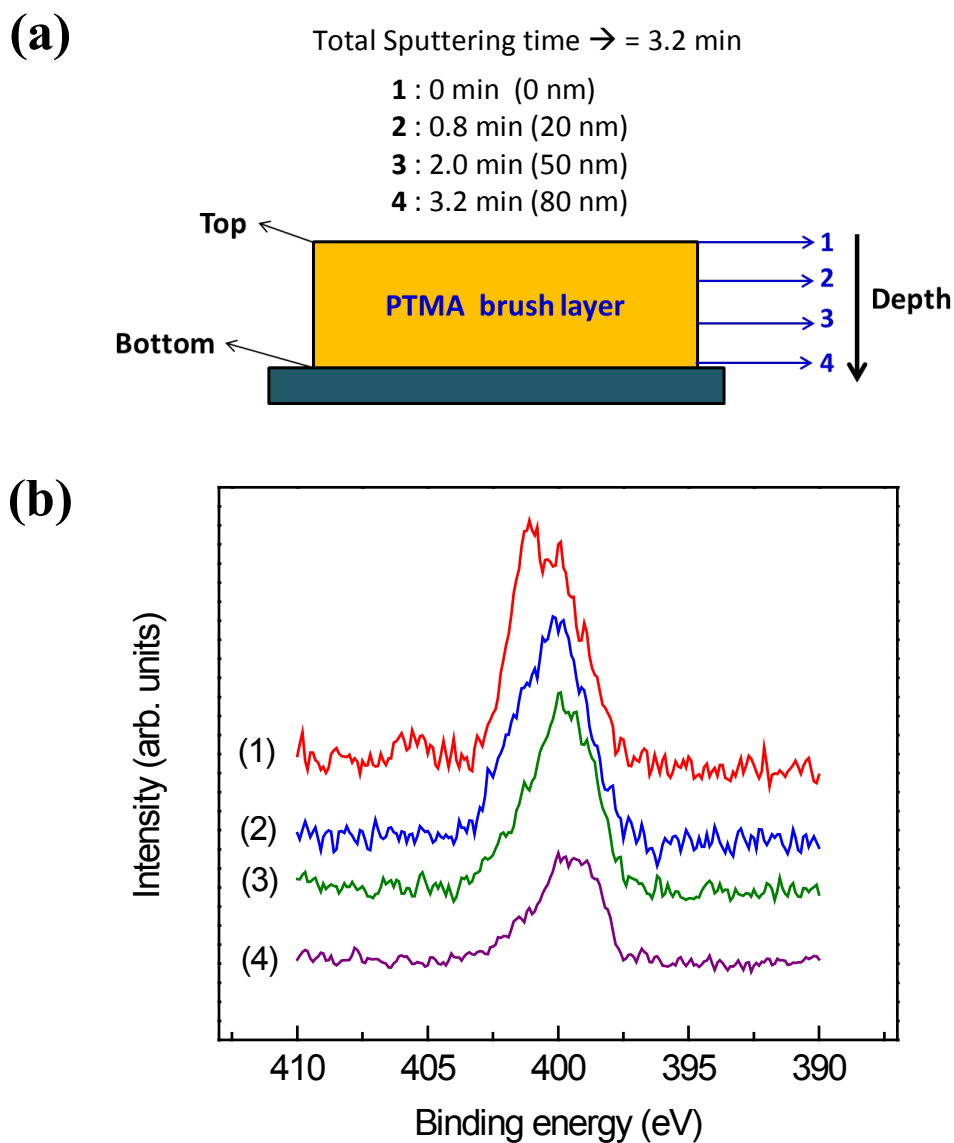 (a)
Total Sputtering time → = 3.2 min
1 : 0 min (0 nm)
2 : 0.8 min (20 nm)
3 : 2.0 min (50 nm)
4 : 3.2 min (80 nm)
Top
1
2
PTMA brush layer
Depth
3
Bottom
4
(b)
Intensity (arb. units)
(1)
(2)
(3)
(4)
410 405 400 395 390
Binding energy (eV)